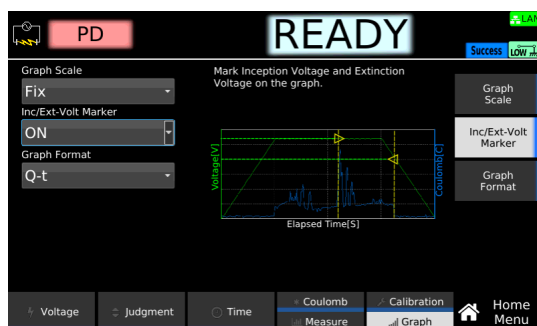 PD
READY
LAN
Success
LOW
Graph Scale
Fix
Inc/Ext-Volt Marker
ON
Graph Format
Q-t
Mark Inception Voltage and Extinction
Voltage on the graph.
Voltage[V]
Coulomb[C]
Elapsed Time[S]
Graph
Scale
Inc/Ext-Volt
Marker
Graph
Format
Voltage
Judgment
Time
Coulomb
Measure
Calibration
Graph
Home
Menu